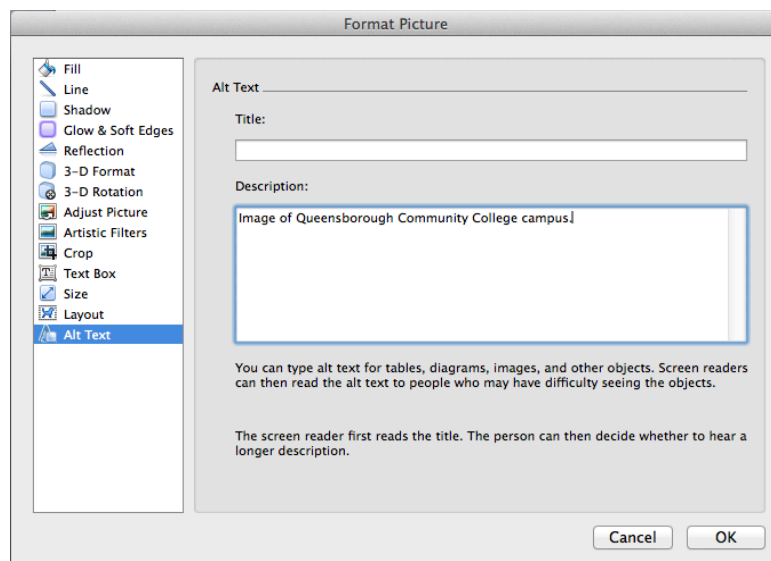 Format Picture
Fill
Line
Shadow
Glow & Soft Edges
Reflection
3-D Format
3-D Rotation
Adjust Picture
Artistic Filters
Crop
Text Box
Size
Layout
Alt Text
Alt Text
Title:
Description:
Image of Queensborough Community College campus.
You can type alt text for tables, diagrams, images, and other objects. Screen readers
can then read the alt text to people who may have difficulty seeing the objects.
The screen reader first reads the title. The person can then decide whether to hear a
longer description.
Cancel
OK